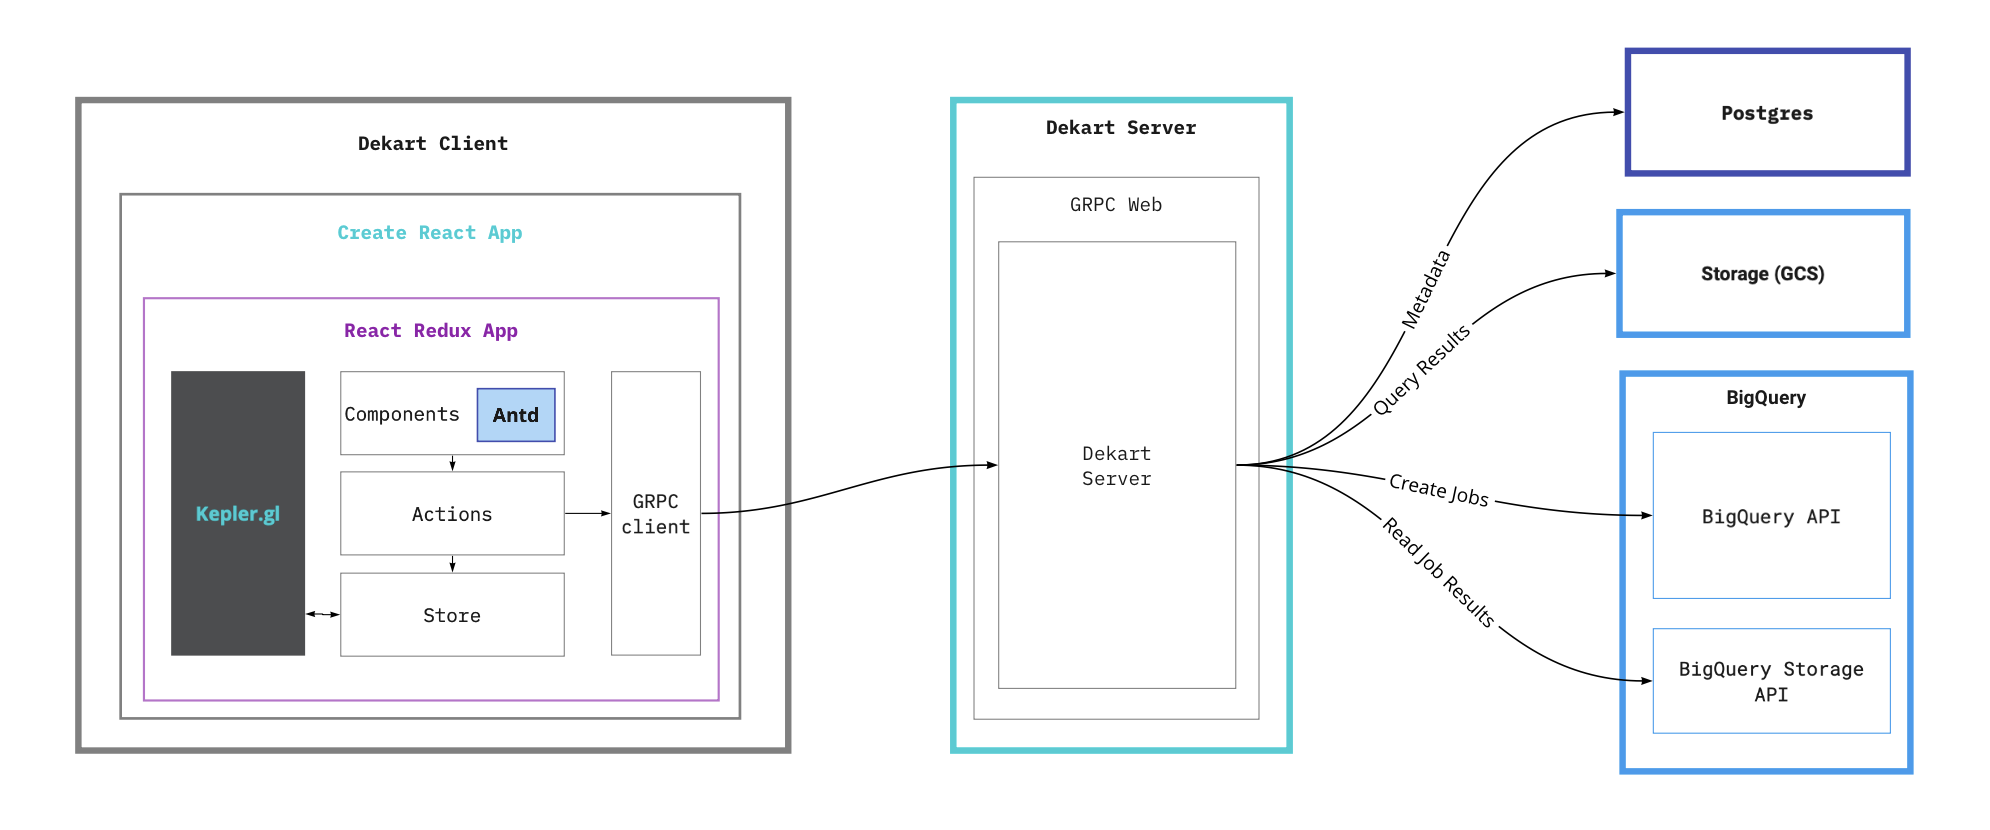 Dekart Client
Create React App
React Redux App
Kepler.gl
Components
Antd
Actions
Store
GRPC
client
Dekart Server
GRPC Web
Dekart
Server
Metadata
Query Results
Create Jobs
Read Job Results
Postgres
Storage (GCS)
BigQuery
BigQuery API
BigQuery Storage
API